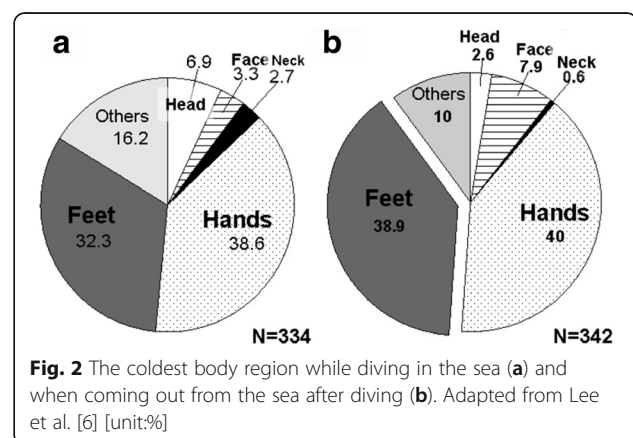 a
Head
6.9
Face
3.3
Neck
2.7
Others
16.2
Feet
32.3
Hands
38.6
N=334
b
Head
2.6
Face
7.9
Neck
0.6
Others
10
Feet
38.9
Hands
40
N=342
Fig. 2 The coldest body region while diving in the sea (a) and
when coming out from the sea after diving (b). Adapted from Lee
et al. [6] [unit:%]